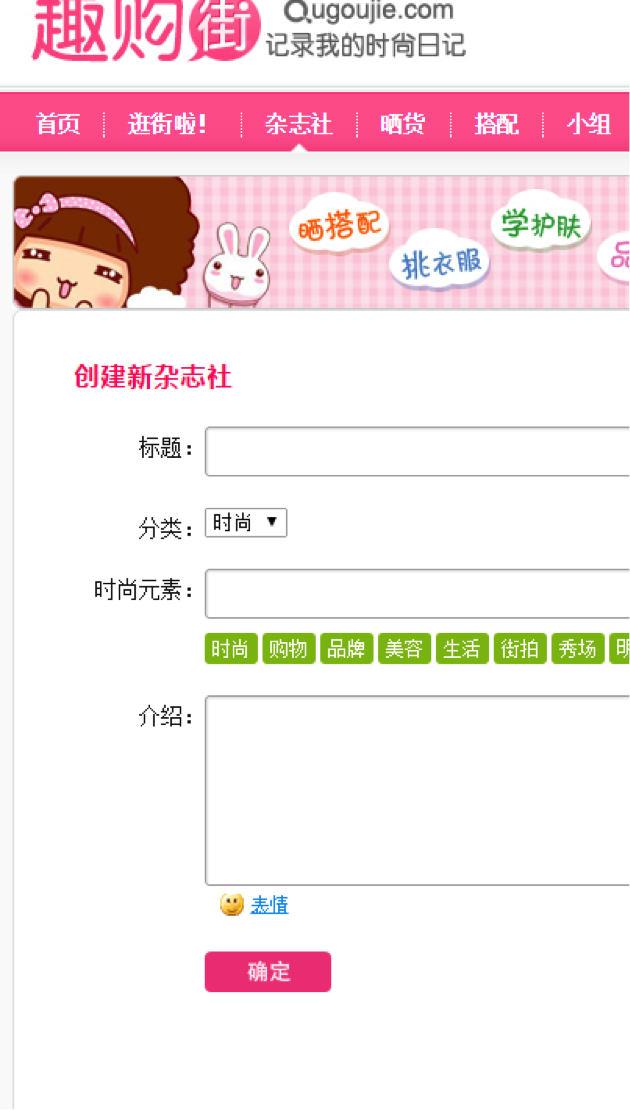 趣购街 Qugoujie.com
记录我的时尚日记
首页 逛街啦! 杂志社 晒货 搭配 小组
晒搭配 挑衣服 学护肤 品
创建新杂志社
标题：
分类： 时尚 ▼
时尚元素：
时尚 购物 品牌 美容 生活 街拍 秀场
介绍：
表情
确定